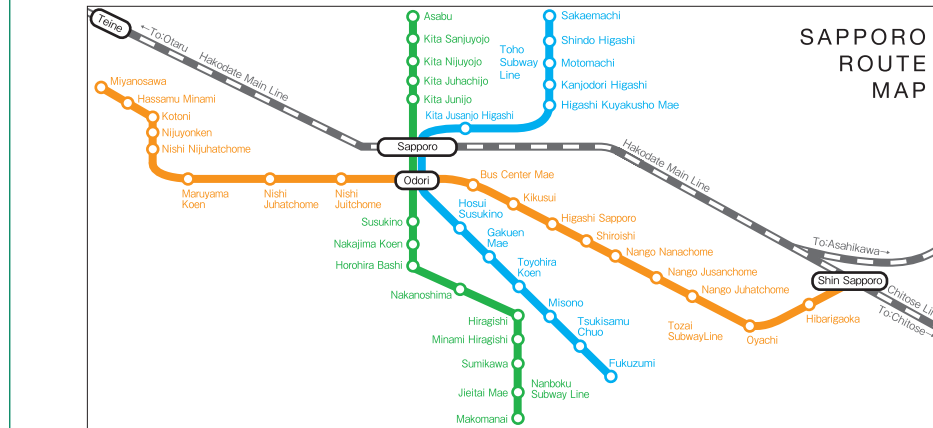 SAPPORO
ROUTE
MAP
Teine
←To:Otaru
Hakodate Main Line
Asabu
Kita Sanjuyojo
Kita Nijuyojo
Kita Juhachijo
Kita Junijo
Toho
Subway
Line
Sakaemachi
Shindo Higashi
Motomachi
Kanjodori Higashi
Higashi Kuyakusho Mae
Kita Jusanjo Higashi
Miyanosawa
Hassamu Minami
Kotoni
Nijuyonken
Nishi Nijuhatchome
Maruyama
Koen
Nishi
Juhatchome
Nishi
Juitchome
Sapporo
Odori
Hakodate Main Line
Bus Center Mae
Kikusui
Higashi Sapporo
Shiroishi
Nango Nanachome
Nango Jusanchome
Nango Juhatchome
Tozai
SubwayLine
Oyachi
Hibarigaoka
Shin Sapporo
To:Asahikawa→
Chitose Li
To:Chitose→
Susukino
Nakajima Koen
Horohira Bashi
Nakanoshima
Hiragishi
Minami Hiragishi
Sumikawa
Jieitai Mae
Makomanai
Nanboku
Subway Line
Hosui
Susukino
Gakuen
Mae
Toyohira
Koen
Misono
Tsukisamu
Chuo
Fukuzumi